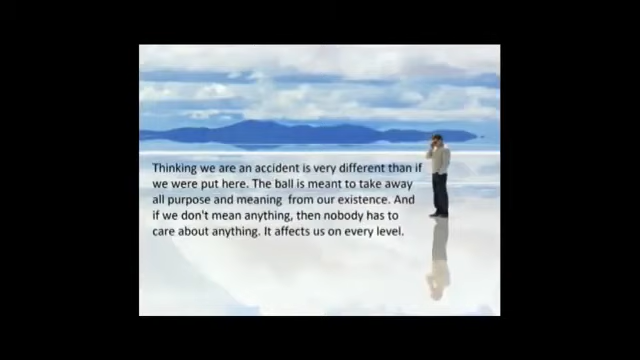 Thinking we are an accident is very different than if
we were put here. The ball is meant to take away
all purpose and meaning  from our existence. And
if we don't mean anything, then nobody has to
care about anything. It affects us on every level.